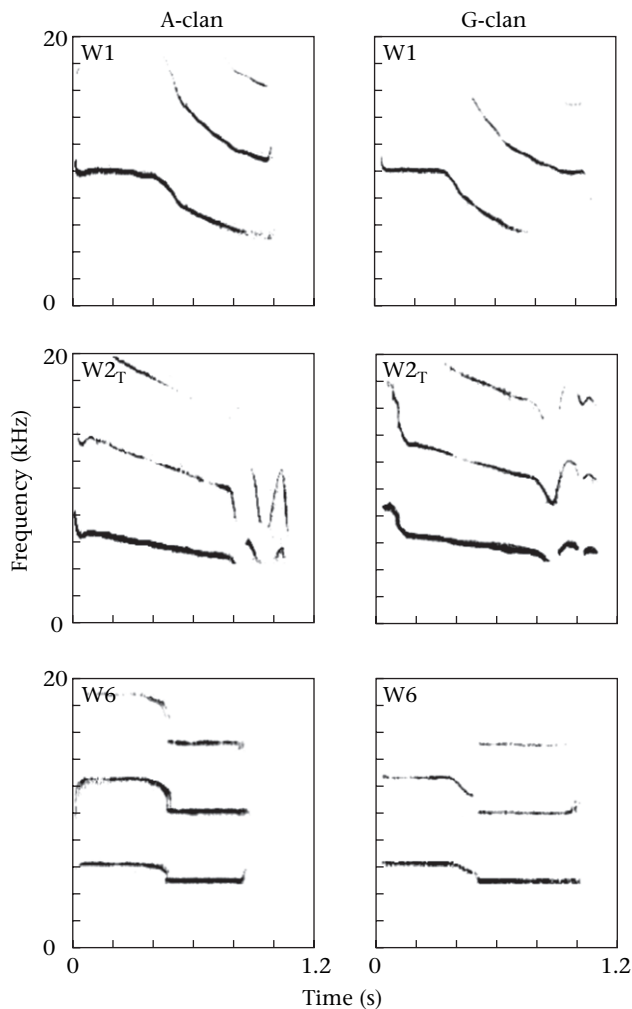 A-clan G-clan
20 W1 W1
0
20 W2T W2T
Frequency (kHz)
0
20 W6 W6
0
0 1.2 0 1.2
Time (s)